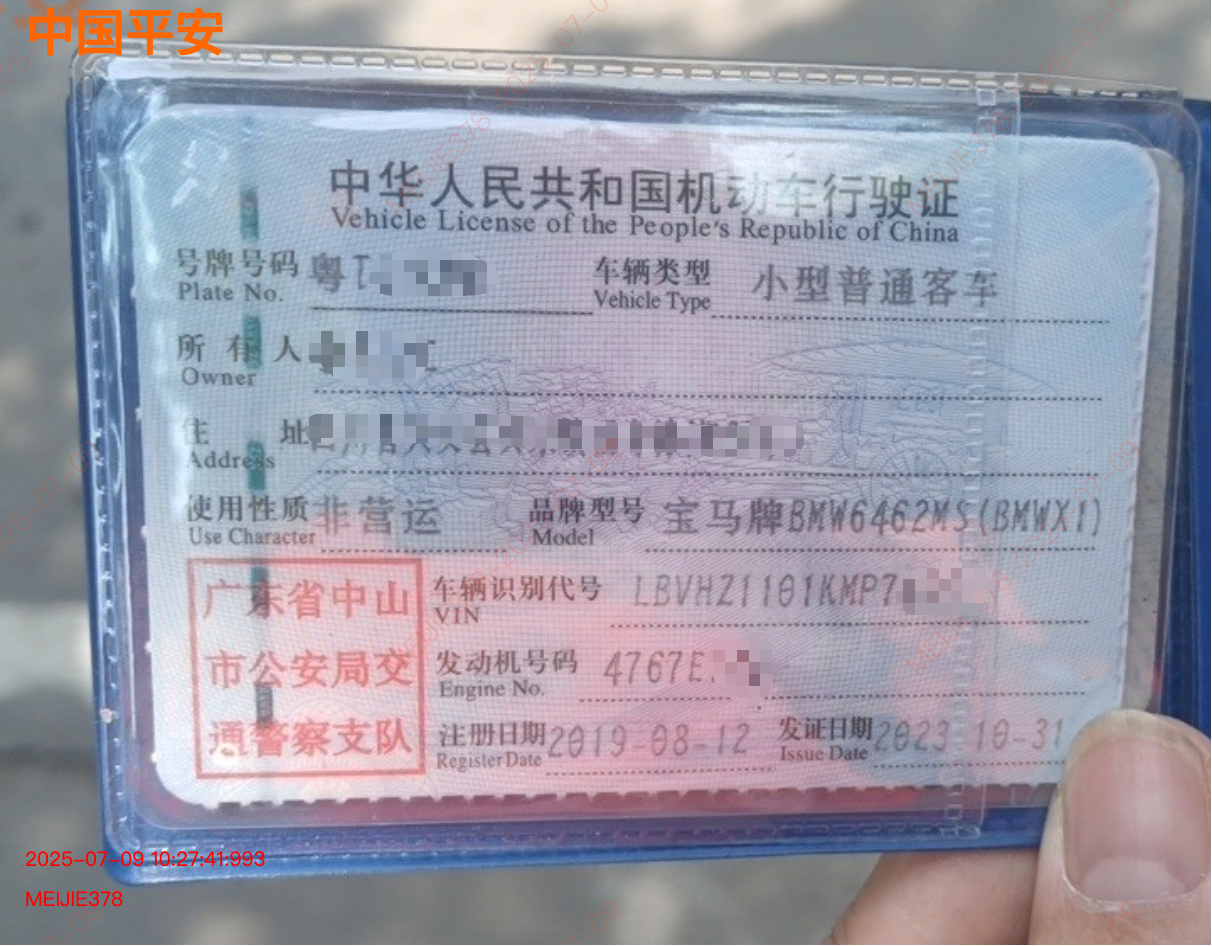 中国平安
中华人民共和国机动车行驶证
Vehicle License of the People's Republic of China
号牌号码 粤T 车辆类型 小型普通客车
Plate No. Vehicle Type
所有人
Owner
住址
Address
使用性质 非营运 品牌型号 宝马牌BMW6462MS(BMWX1)
Use Character Model
广东省中山
市公安局交
通警察支队
车辆识别代号 LBVHZ1101KMP7
VIN
发动机号码 4767E
Engine No.
注册日期 2019-08-12 发证日期 2023-10-31
Register Date Issue Date
2025-07-09 10:27:41:993
MEIJIE378